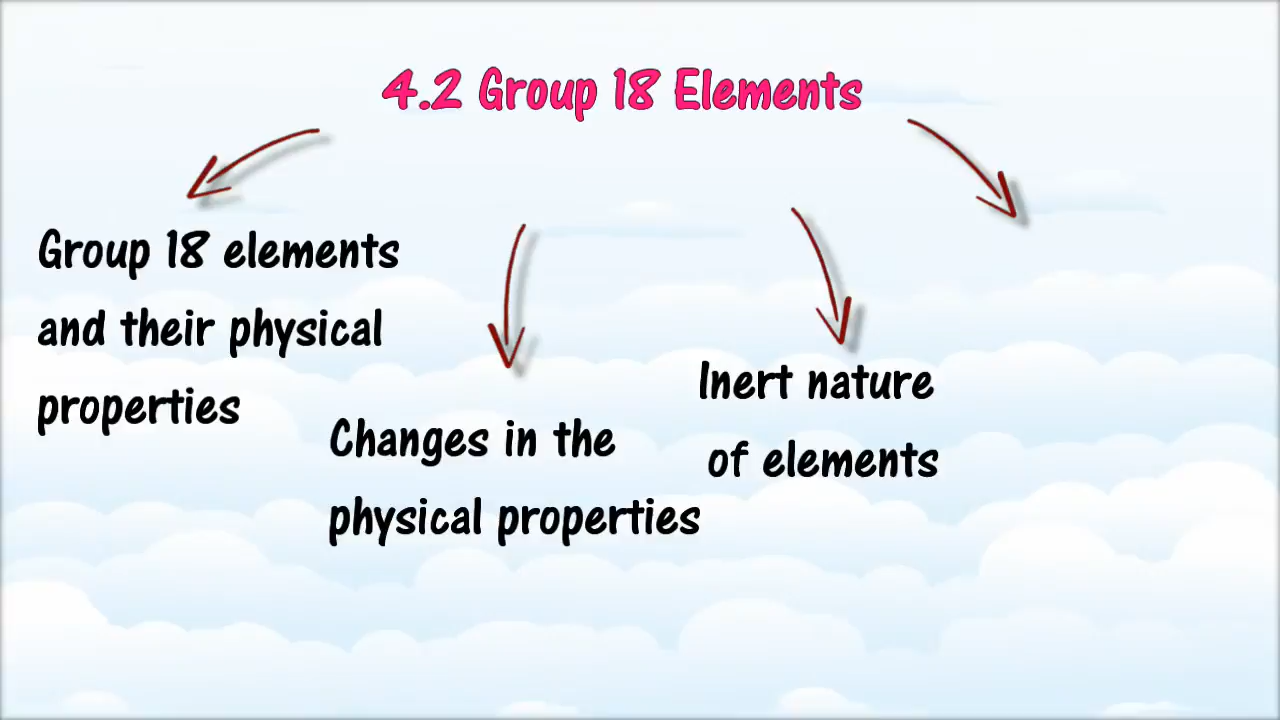 4.2 Group 18 Elements
Group 18 elements
and their physical
properties
Changes in the
physical properties
Inert nature
of elements